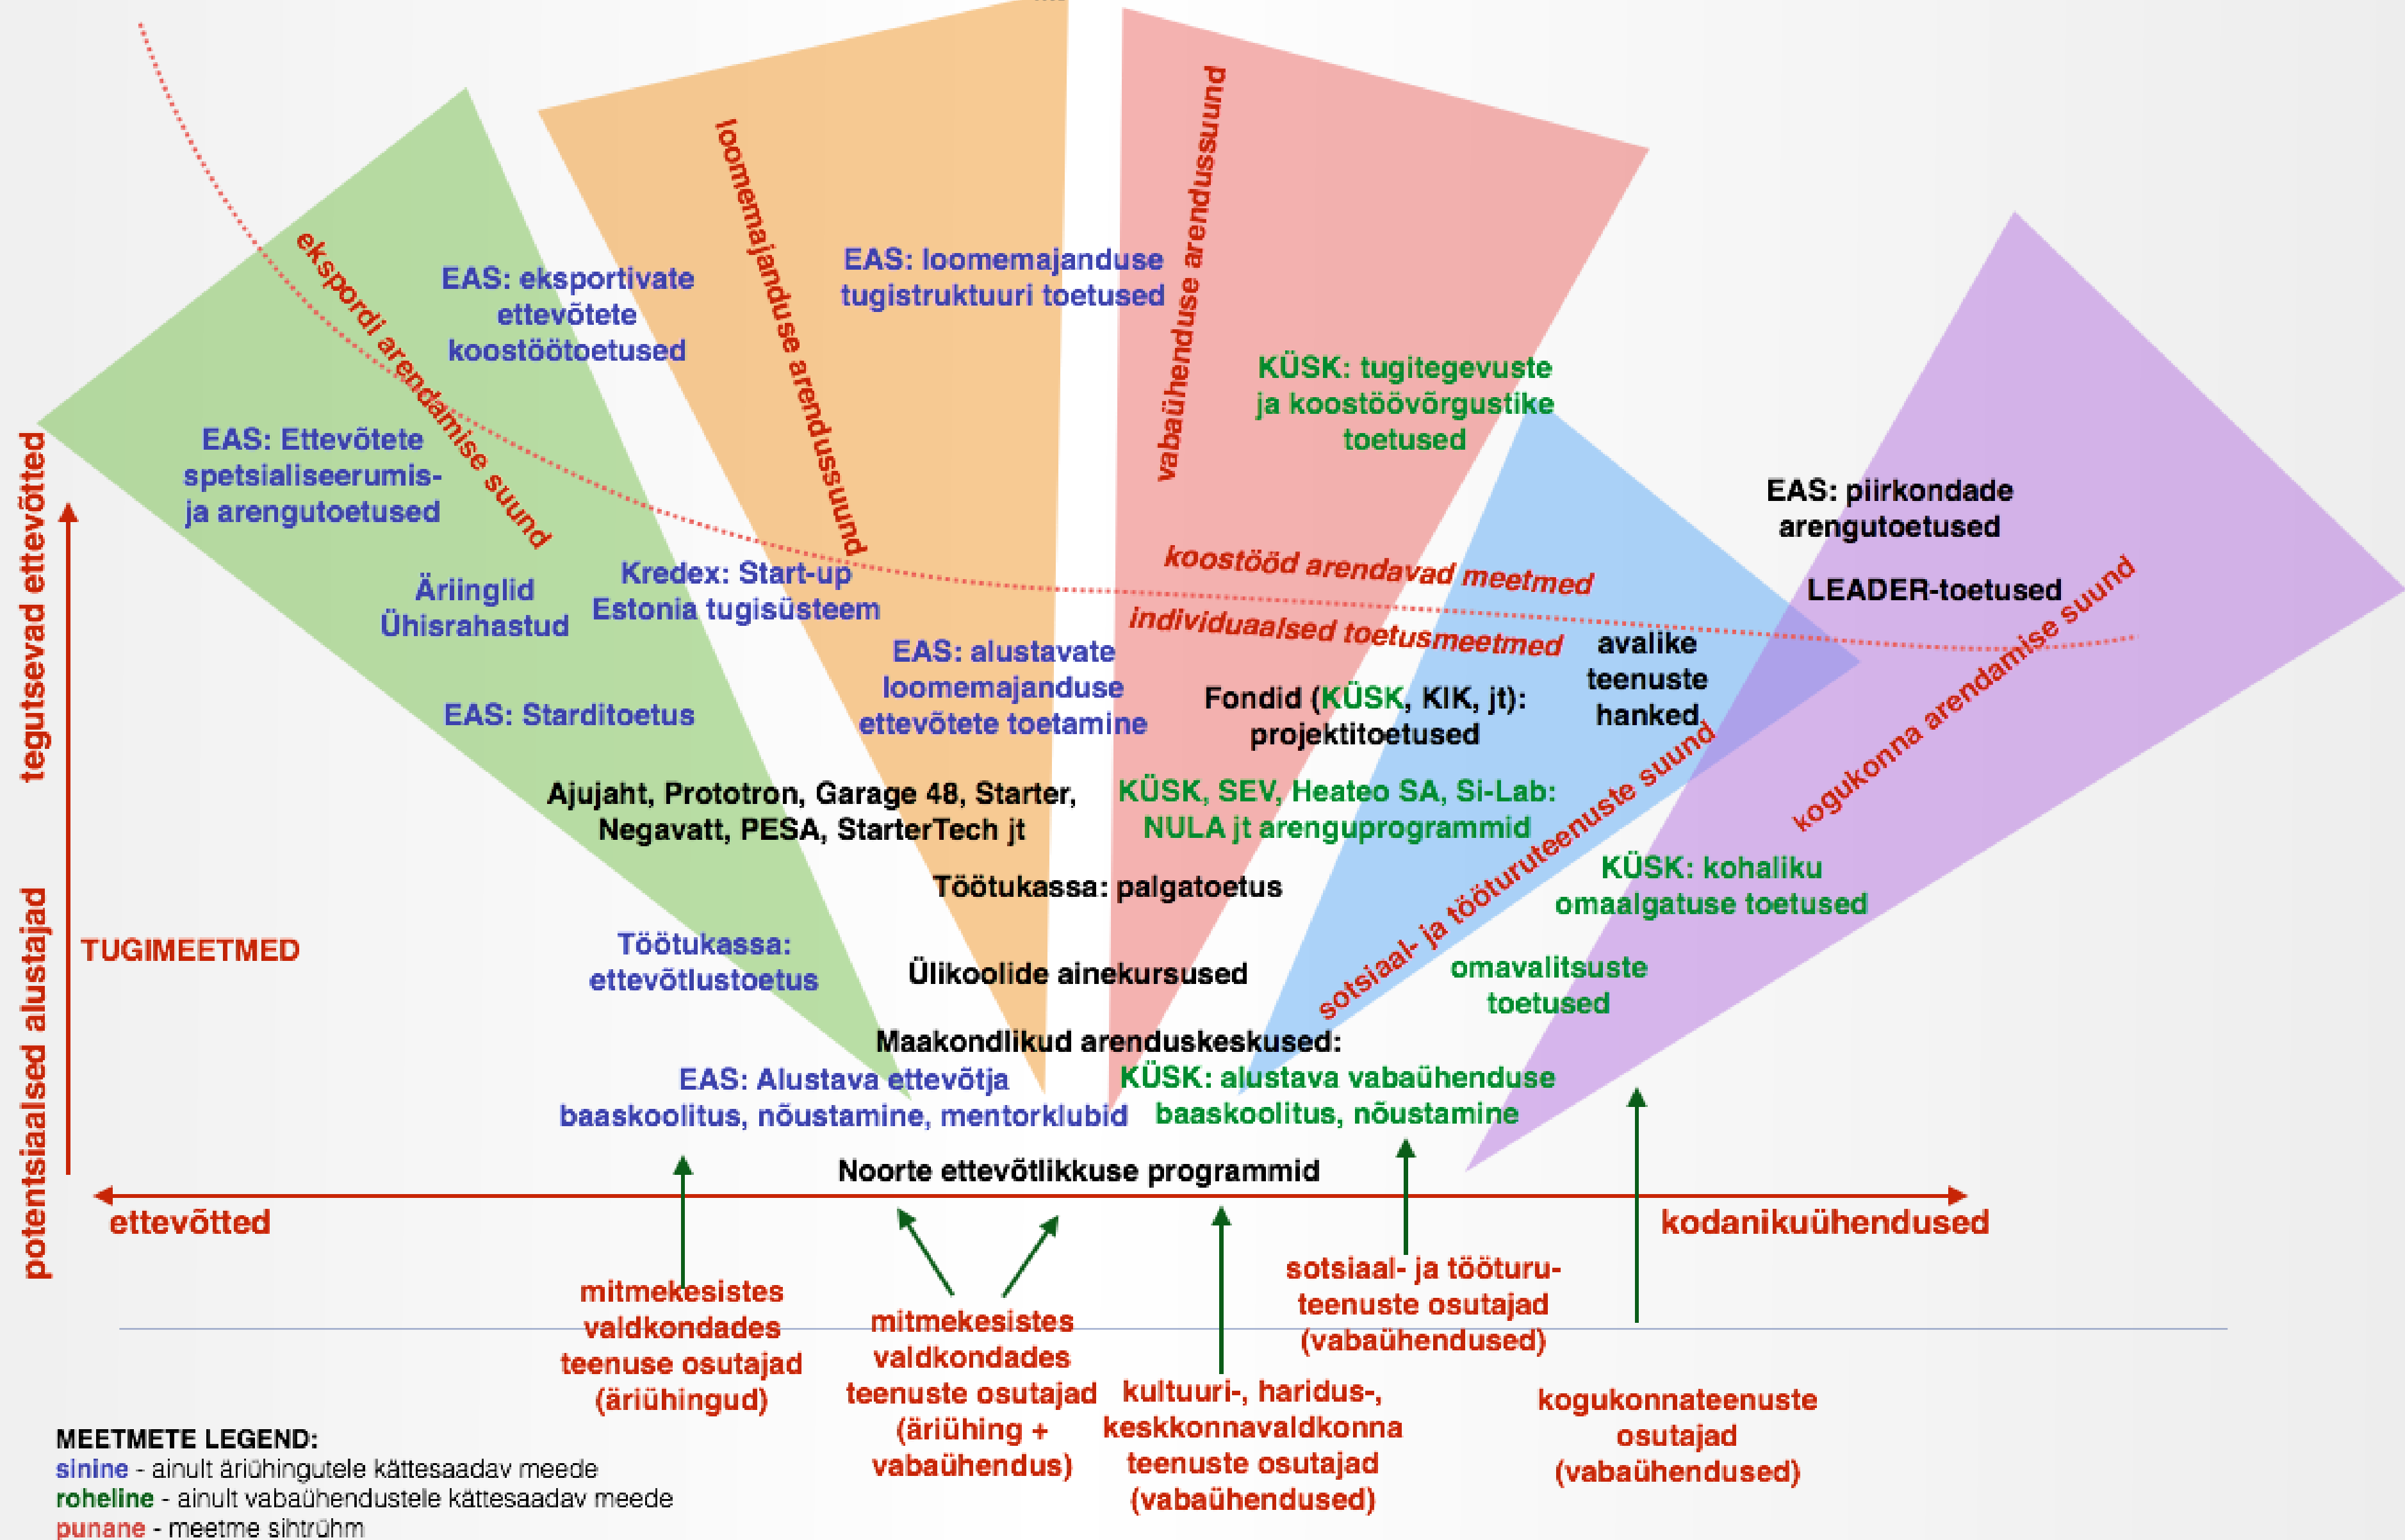 ekspordi arendamise suund
loomemajanduse arendussuund
vabaühenduse arendussuund
EAS: eksportivate
ettevõtete
koostöötoetused
EAS: loomemajanduse
tugistruktuuri toetused
KÜSK: tugitegevuste
ja koostöövõrgustike
toetused
EAS: Ettevõtete
spetsialiseerumis-
ja arengutoetused
EAS: piirkondade
arengutoetused
LEADER-toetused
kogukonna arendamise suund
Äriinglid
Ühisrahastud
Kredex: Start-up
Estonia tugisüsteem
koostööd arendavad meetmed
individuaalsed toetusmeetmed
EAS: alustavate
loomemajanduse
ettevõtete toetamine
avalike
teenuste
hanked
Fondid (KÜSK, KIK, jt):
projektitoetused
EAS: Starditoetus
Ajujaht, Prototron, Garage 48, Starter,
Negavatt, PESA, StarterTech jt
KÜSK, SEV, Heateo SA, Si-Lab:
NULA jt arenguprogrammid
sotsiaal- ja tööturuteenuste suund
Töötukassa: palgatoetus
KÜSK: kohaliku
omaalgatuse toetused
Töötukassa:
ettevõtlustoetus
Ülikoolide ainekursused
omavalitsuste
toetused
Maakondlikud arenduskeskused:
EAS: Alustava ettevõtja
baaskoolitus, nõustamine, mentorklubid
KÜSK: alustava vabaühenduse
baaskoolitus, nõustamine
Noorte ettevõtlikkuse programmid
tegutsevad ettevõtted
potentsiaalsed alustajad
TUGIMEETMED
ettevõtted
kodanikuühendused
mitmekesistes
valdkondades
teenuse osutajad
(äriühingud)
mitmekesistes
valdkondades
teenuste osutajad
(äriühing +
vabaühendus)
kultuuri-, haridus-,
keskkonnavaldkonna
teenuste osutajad
(vabaühendused)
sotsiaal- ja tööturu-
teenuste osutajad
(vabaühendused)
kogukonnateenuste
osutajad
(vabaühendused)
MEETMETE LEGEND:
sinine - ainult äriühingutele kättesaadav meede
roheline - ainult vabaühendustele kättesaadav meede
punane - meetme sihtrühm